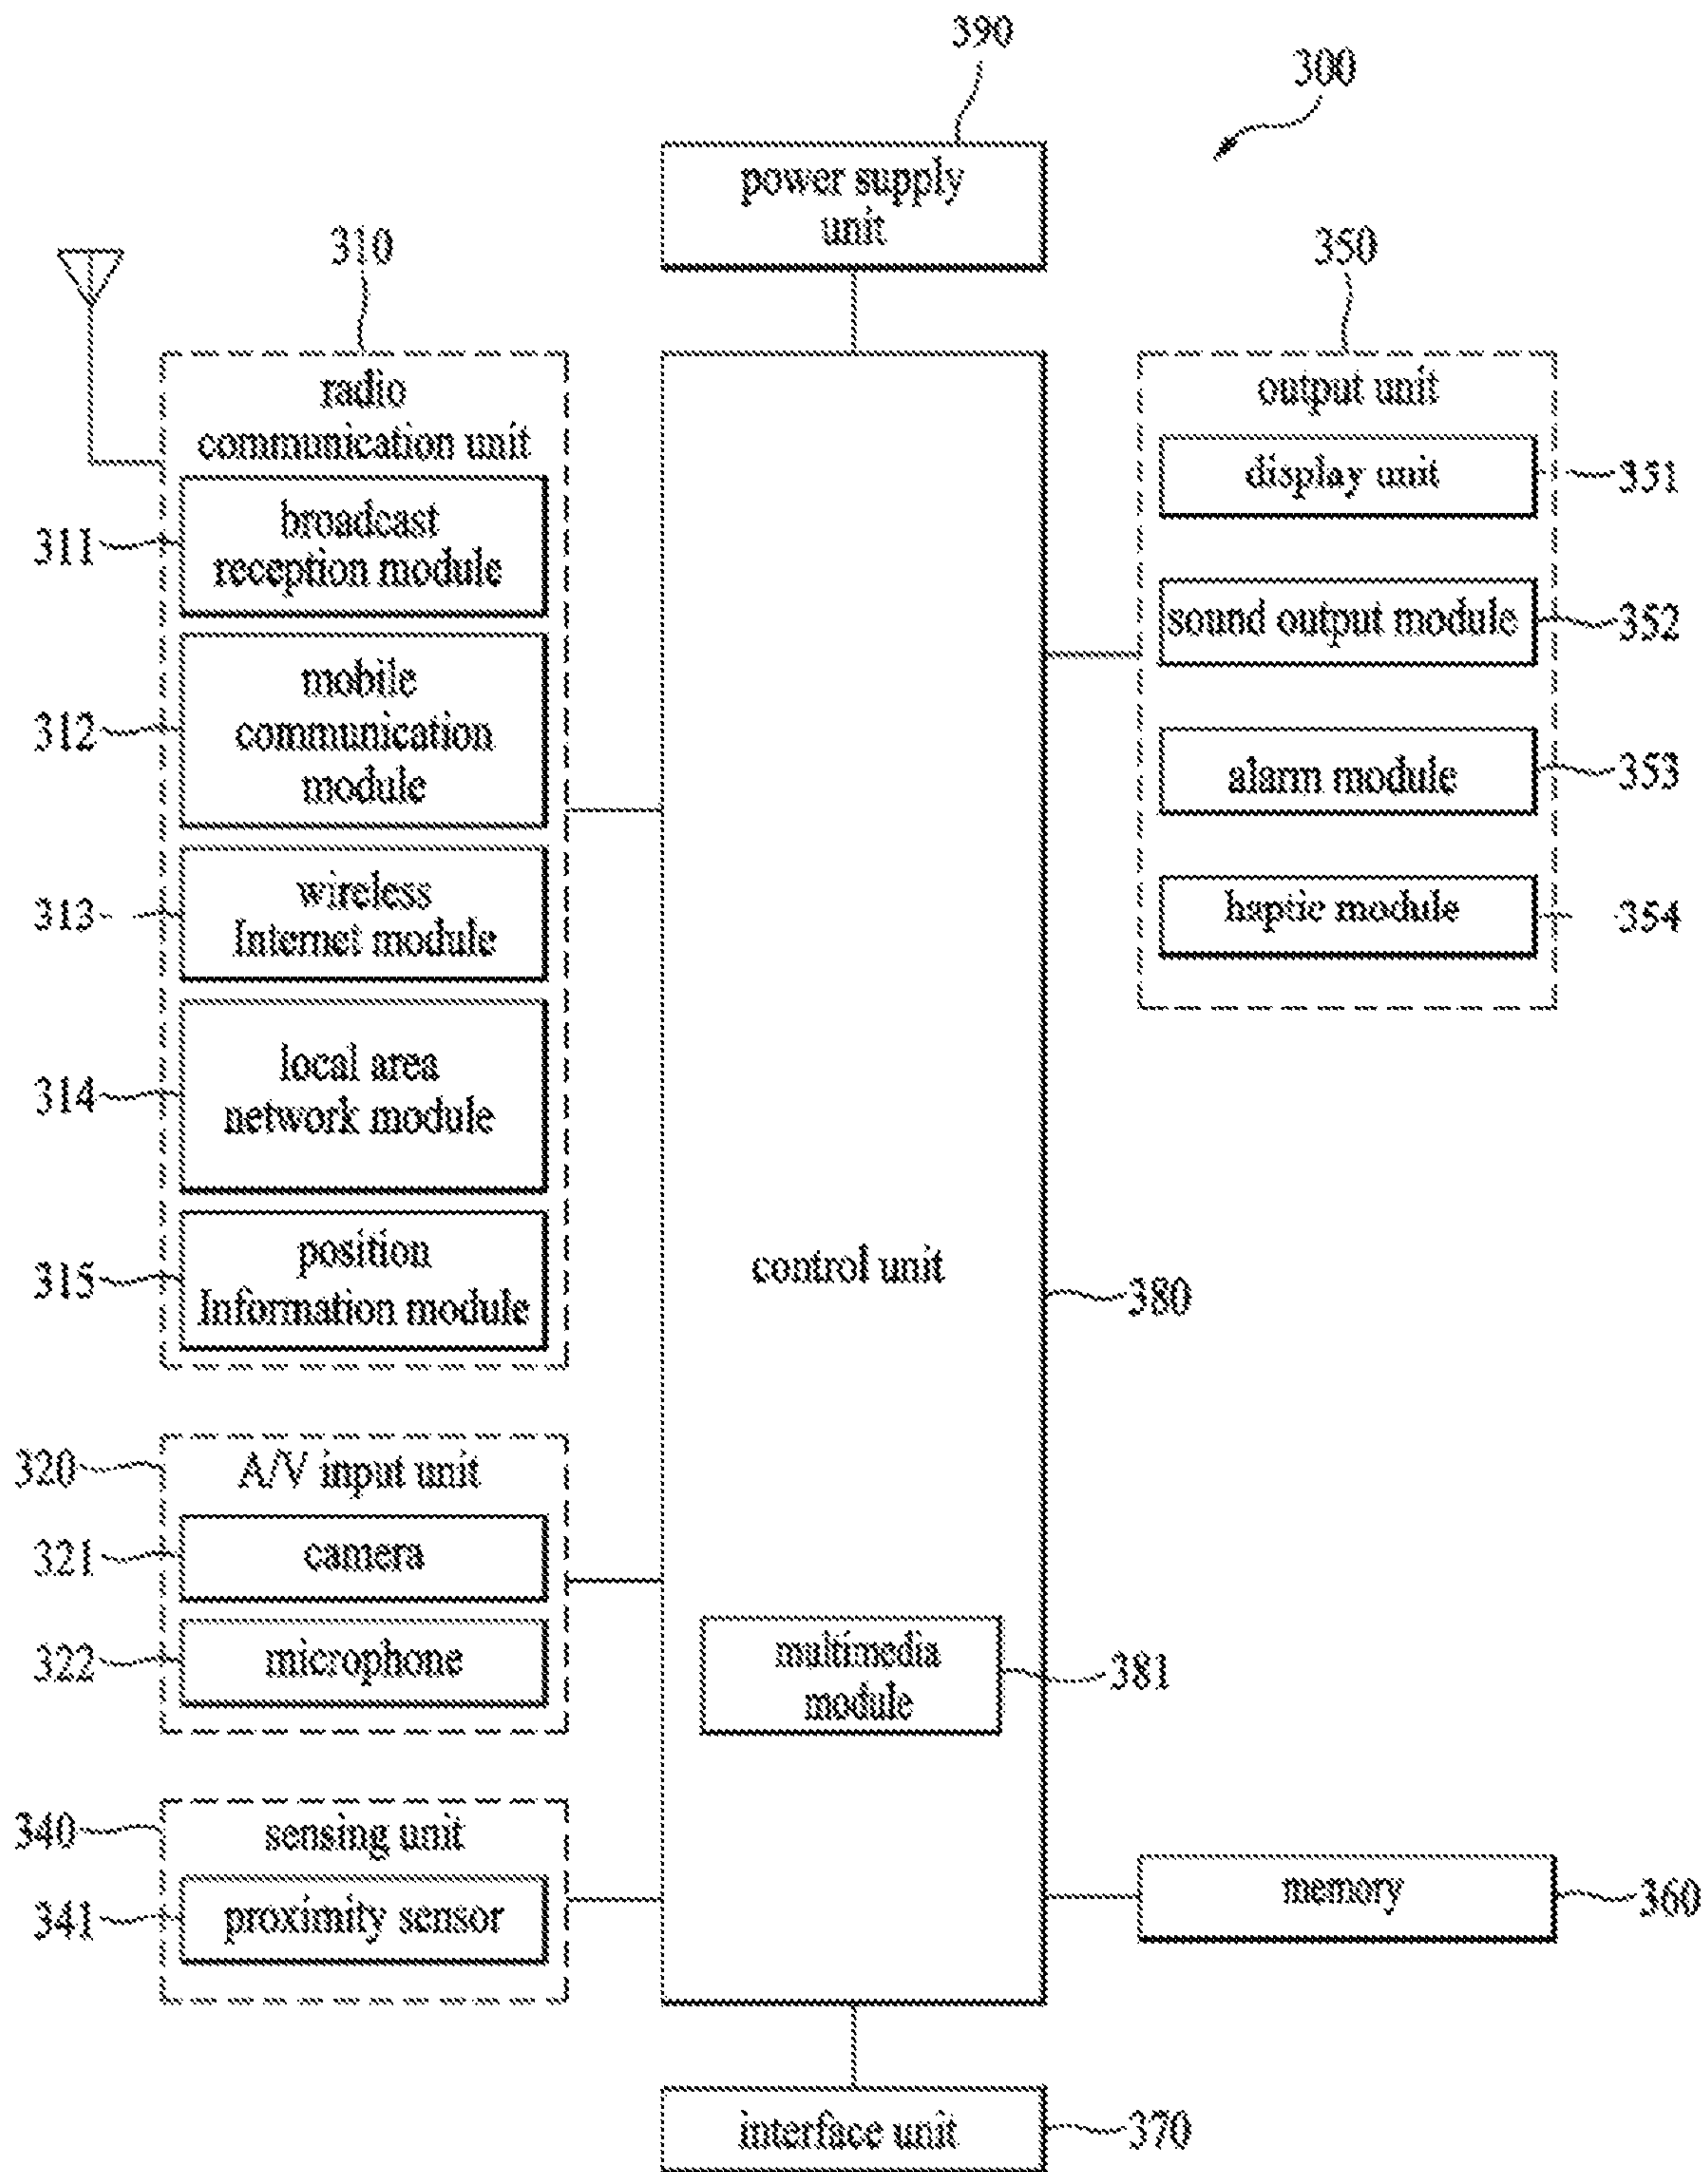 390
300
power supply
unit
310
350
radio
communication unit
output unit
311
broadcast
reception module
display unit
351
sound output module
352
312
mobile
communication
module
alarm module
353
313
wireless
Internet module
haptic module
354
314
local area
network module
315
position
Information module
control unit
380
320
A/V input unit
321
camera
322
microphone
multimedia
module
381
340
sensing unit
341
proximity sensor
memory
360
interface unit
370